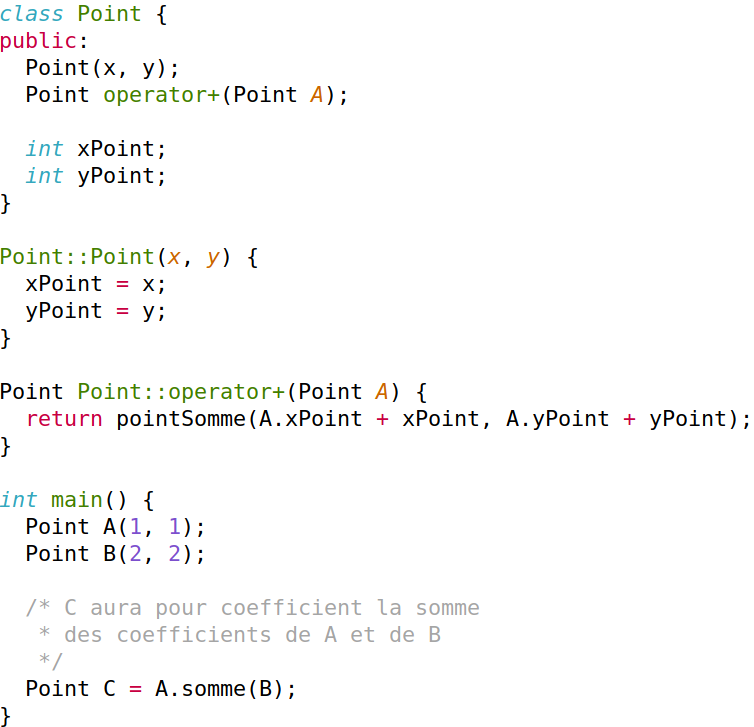 class Point {
public:
  Point(x, y);
  Point operator+(Point A);

  int xPoint;
  int yPoint;
}

Point::Point(x, y) {
  xPoint = x;
  yPoint = y;
}

Point Point::operator+(Point A) {
  return pointSomme(A.xPoint + xPoint, A.yPoint + yPoint);
}

int main() {
  Point A(1, 1);
  Point B(2, 2);

  /* C aura pour coefficient la somme
   * des coefficients de A et de B
   */
  Point C = A.somme(B);
}